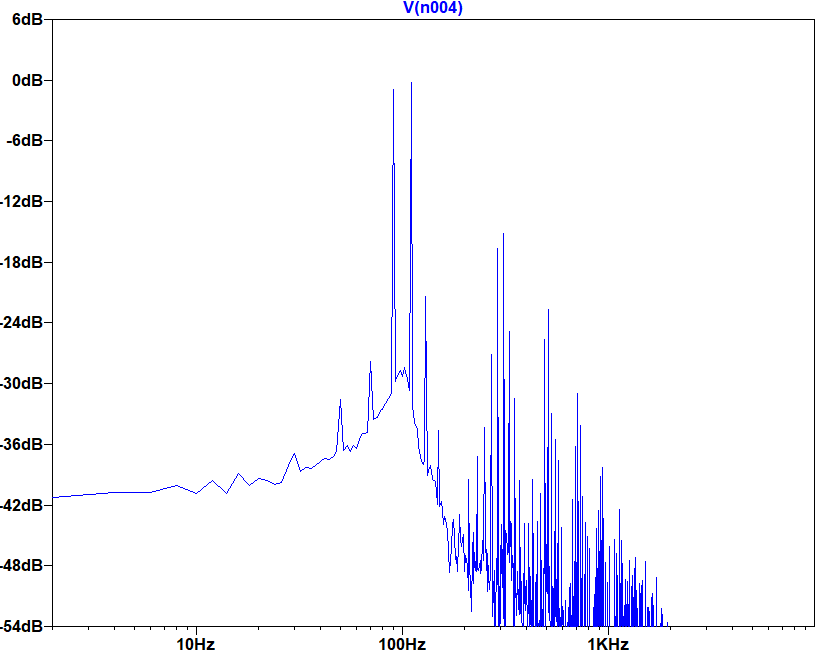 V(n004)
6dB
0dB
-6dB
-12dB
-18dB
-24dB
-30dB
-36dB
-42dB
-48dB
-54dB
10Hz 100Hz 1KHz